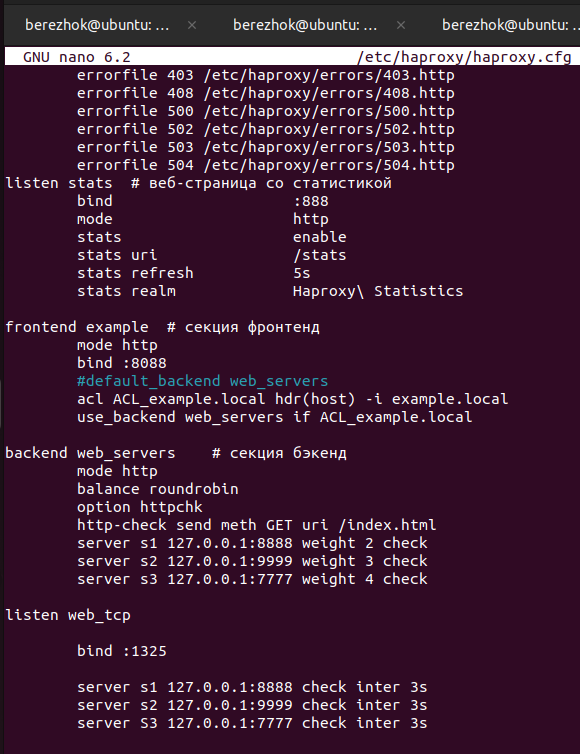 berezhok@ubuntu: ... × berezhok@ubuntu: ... × berezhok@ubuntu: ...
GNU nano 6.2 /etc/haproxy/haproxy.cfg
errorfile 403 /etc/haproxy/errors/403.http
errorfile 408 /etc/haproxy/errors/408.http
errorfile 500 /etc/haproxy/errors/500.http
errorfile 502 /etc/haproxy/errors/502.http
errorfile 503 /etc/haproxy/errors/503.http
errorfile 504 /etc/haproxy/errors/504.http
listen stats # веб-страница со статистикой
bind :888
mode http
stats enable
stats uri /stats
stats refresh 5s
stats realm Haproxy\ Statistics
frontend example # секция фронтенд
mode http
bind :8088
#default_backend web_servers
acl ACL_example.local hdr(host) -i example.local
use_backend web_servers if ACL_example.local
backend web_servers # секция бэкенд
mode http
balance roundrobin
option httpchk
http-check send meth GET uri /index.html
server s1 127.0.0.1:8888 weight 2 check
server s2 127.0.0.1:9999 weight 3 check
server s3 127.0.0.1:7777 weight 4 check
listen web_tcp
bind :1325
server s1 127.0.0.1:8888 check inter 3s
server s2 127.0.0.1:9999 check inter 3s
server S3 127.0.0.1:7777 check inter 3s